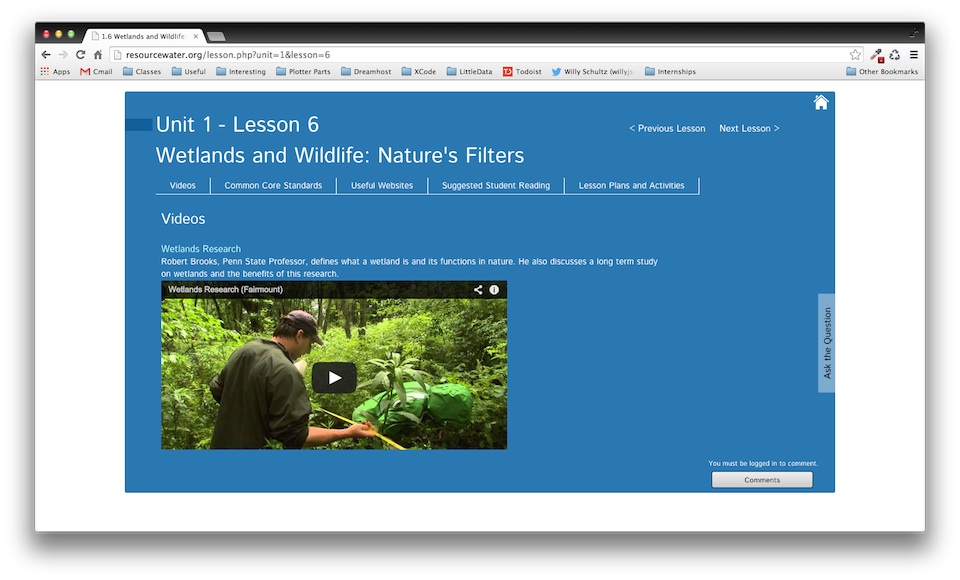 1.6 Wetlands and Wildlife:
resourcewater.org/lesson.php?unit=1&lesson=6
Apps Gmail Classes Useful Interesting Plotter Parts Dreamhost XCode LittleData Todoist Willy Schultz (willyjs Internships Other Bookmarks
Unit 1 - Lesson 6
< Previous Lesson Next Lesson >
Wetlands and Wildlife: Nature's Filters
Videos Common Core Standards Useful Websites Suggested Student Reading Lesson Plans and Activities
Videos
Wetlands Research
Robert Brooks, Penn State Professor, defines what a wetland is and its functions in nature. He also discusses a long term study
on wetlands and the benefits of this research.
Wetlands Research (Fairmount)
Ask the Question
You must be logged in to comment.
Comments